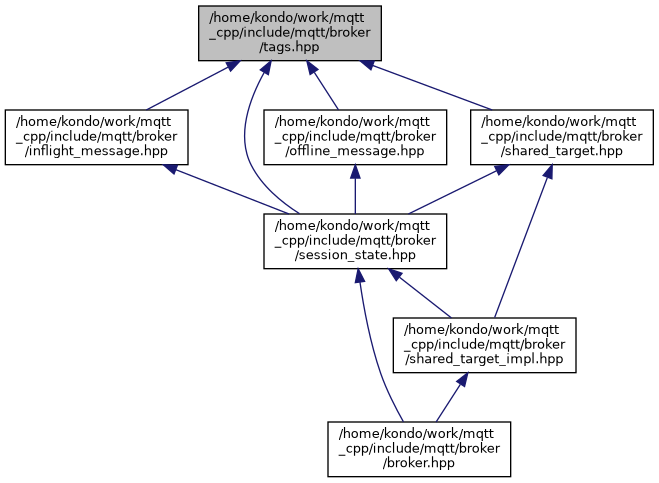 /home/kondo/work/mqtt
_cpp/include/mqtt/broker
/tags.hpp
/home/kondo/work/mqtt
_cpp/include/mqtt/broker
/inflight_message.hpp
/home/kondo/work/mqtt
_cpp/include/mqtt/broker
/offline_message.hpp
/home/kondo/work/mqtt
_cpp/include/mqtt/broker
/shared_target.hpp
/home/kondo/work/mqtt
_cpp/include/mqtt/broker
/session_state.hpp
/home/kondo/work/mqtt
_cpp/include/mqtt/broker
/shared_target_impl.hpp
/home/kondo/work/mqtt
_cpp/include/mqtt/broker
/broker.hpp